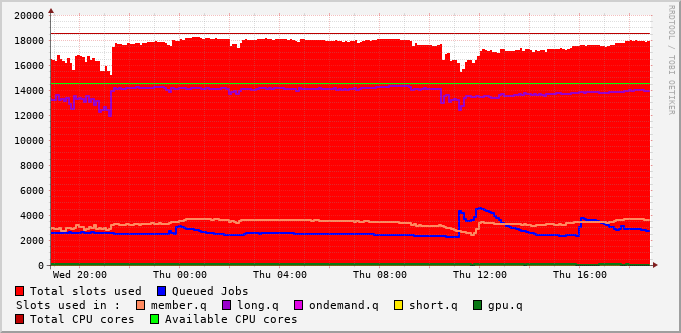 20000
18000
16000
14000
12000
10000
8000
6000
4000
2000
0
Wed 20:00 Thu 00:00 Thu 04:00 Thu 08:00 Thu 12:00 Thu 16:00
Total slots used Queued Jobs
Slots used in : member.q long.q ondemand.q short.q gpu.q
Total CPU cores Available CPU cores
RRDTOOL / TOBI OETIKER